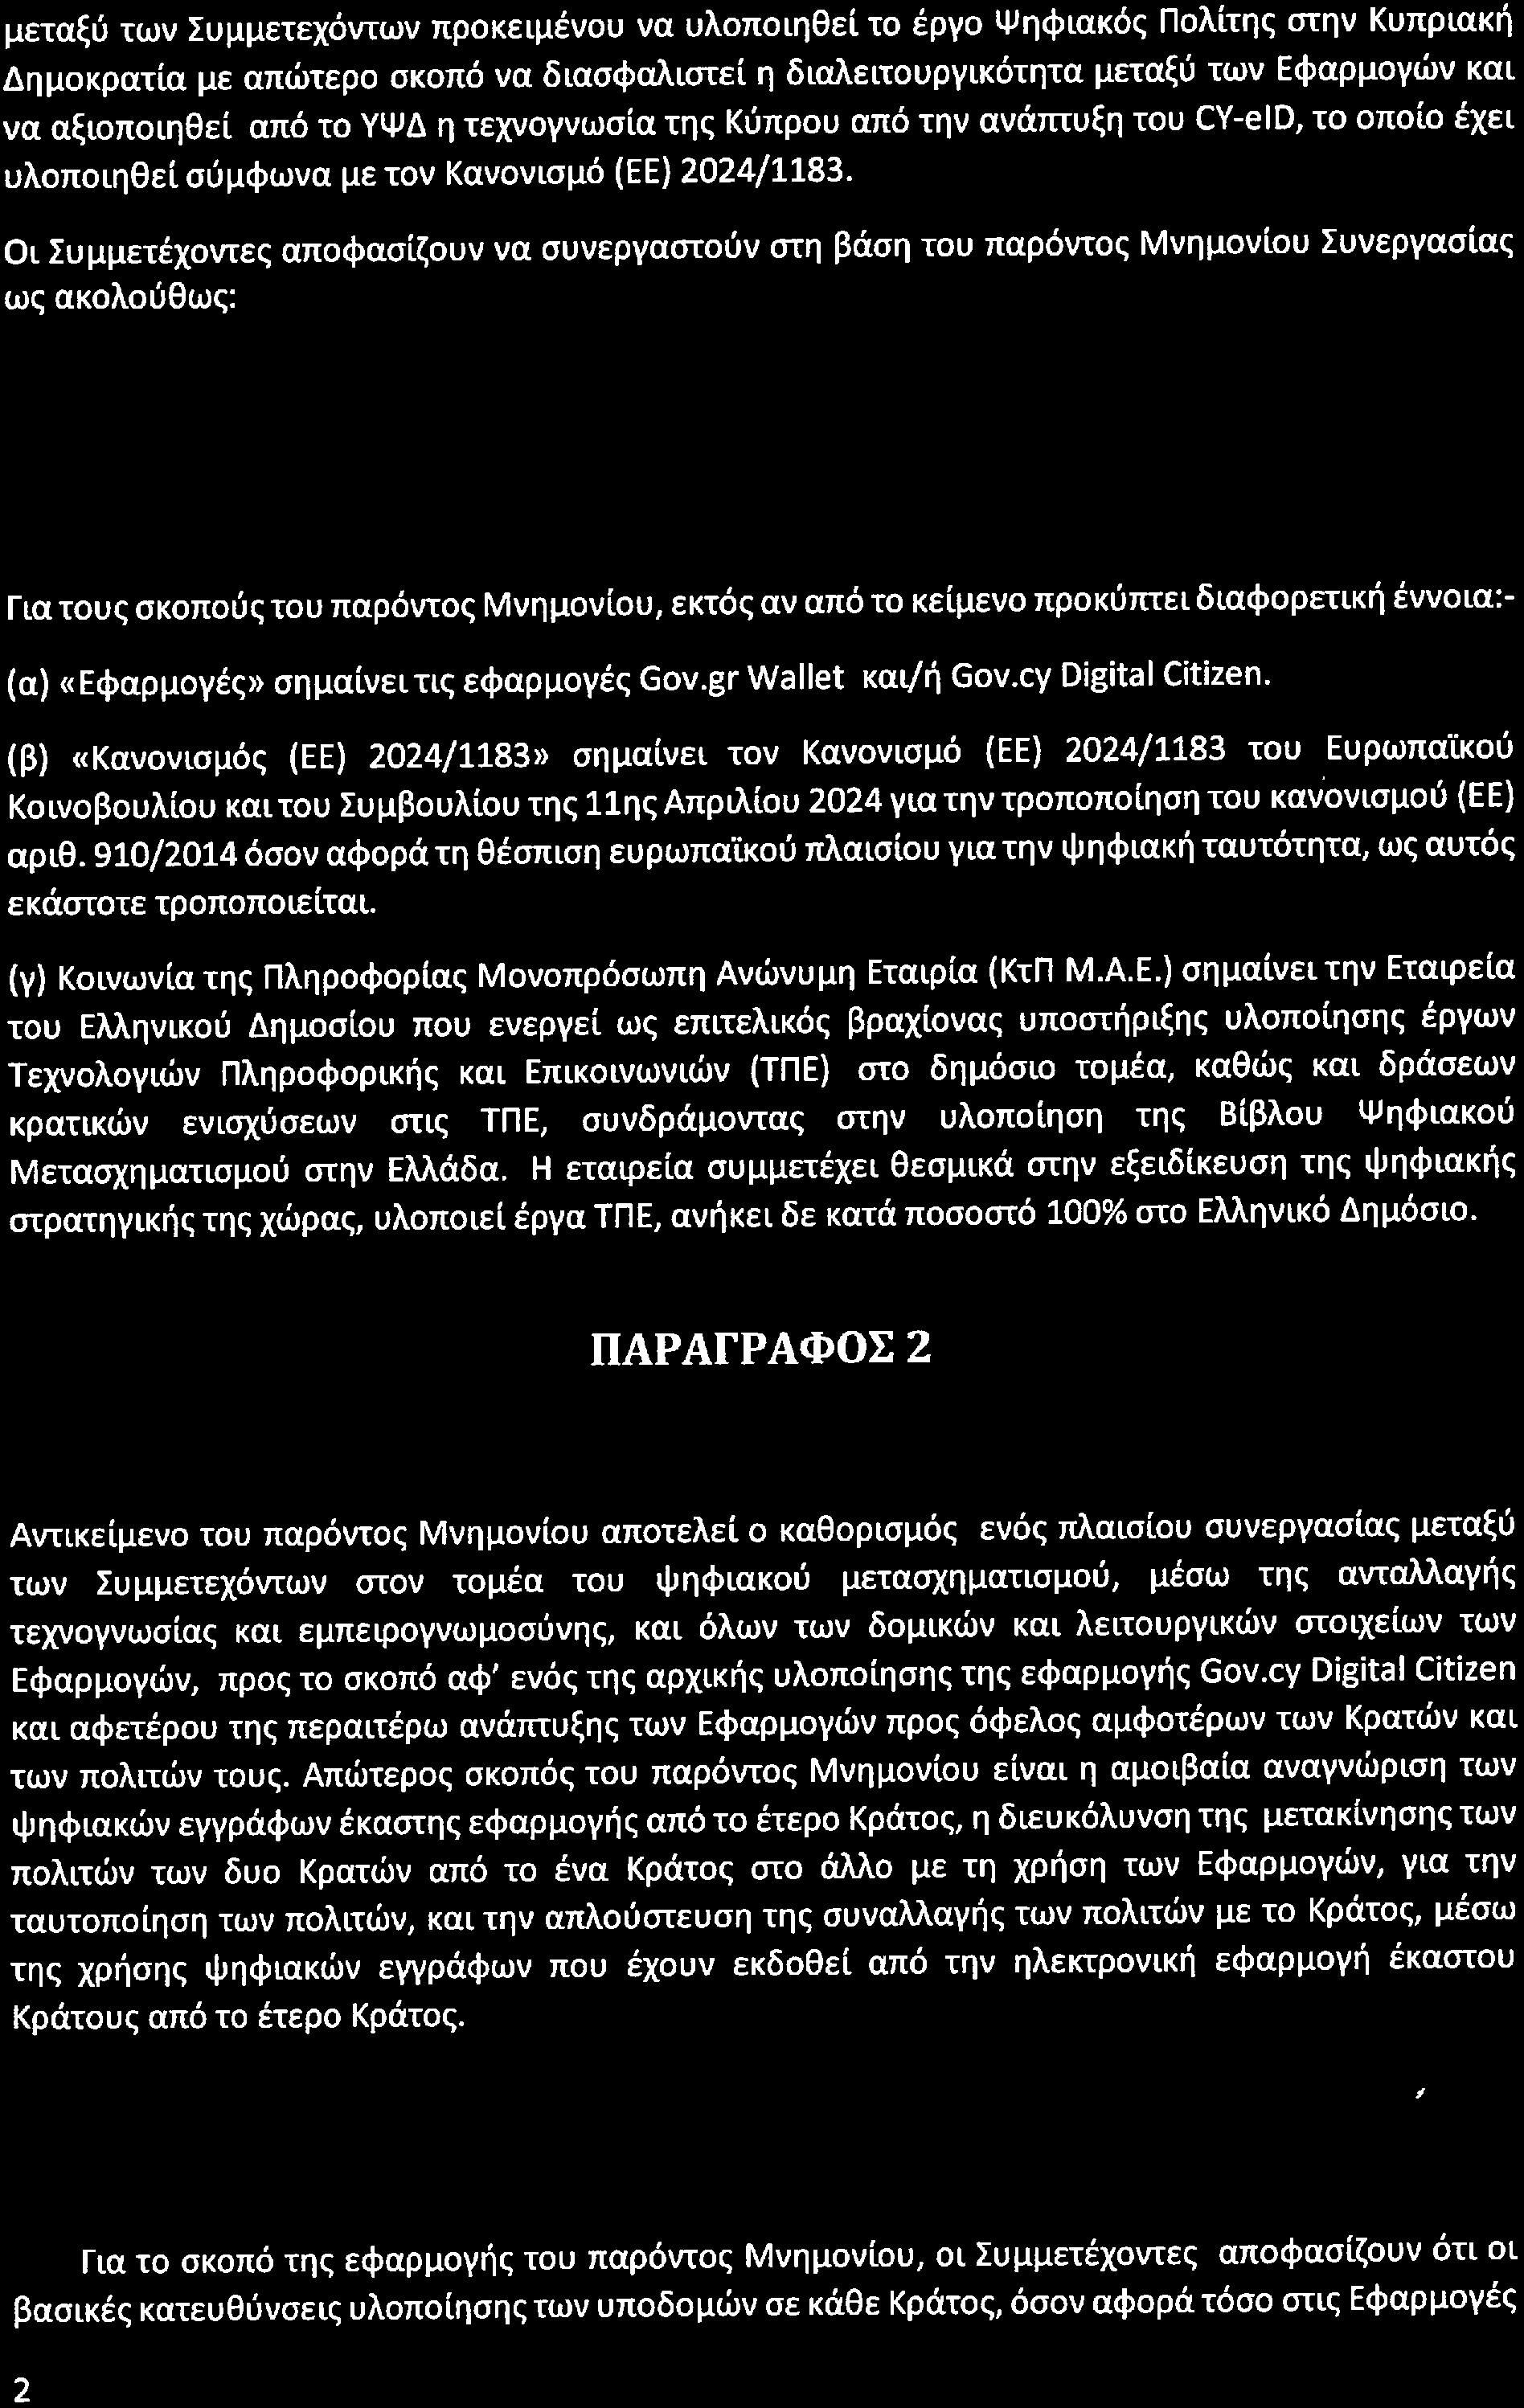 μεταξύ των Συμμετεχόντων προκειμένου να υλοποιηθεί το έργο Ψηφιακός Πολίτης στην Κυπριακή
Δημοκρατία με απώτερο σκοπό να διασφαλιστεί η διαλειτουργικότητα μεταξύ των Εφαρμογών και
να αξιοποιηθεί από το ΥΨΔ η τεχνογνωσία της Κύπρου από την ανάπτυξη του CY-eID, το οποίο έχει
υλοποιηθεί σύμφωνα με τον Κανονισμό (ΕΕ) 2024/1183.
Οι Συμμετέχοντες αποφασίζουν να συνεργαστούν στη βάση του παρόντος Μνημονίου Συνεργασίας
ως ακολούθως:
Για τους σκοπούς του παρόντος Μνημονίου, εκτός αν από το κείμενο προκύπτει διαφορετική έννοια:-
(α) «Εφαρμογές» σημαίνει τις εφαρμογές Gov.gr Wallet και/ή Gov.cy Digital Citizen.
(β) «Κανονισμός (ΕΕ) 2024/1183» σημαίνει τον Κανονισμό (ΕΕ) 2024/1183 του Ευρωπαϊκού
Κοινοβουλίου και του Συμβουλίου της 11ης Απριλίου 2024 για την τροποποίηση του κανονισμού (ΕΕ)
αριθ. 910/2014 όσον αφορά τη θέσπιση ευρωπαϊκού πλαισίου για την ψηφιακή ταυτότητα, ως αυτός
εκάστοτε τροποποιείται.
(γ) Κοινωνία της Πληροφορίας Μονοπρόσωπη Ανώνυμη Εταιρία (ΚτΠ Μ.Α.Ε.) σημαίνει την Εταιρεία
του Ελληνικού Δημοσίου που ενεργεί ως επιτελικός βραχίονας υποστήριξης υλοποίησης έργων
Τεχνολογιών Πληροφορικής και Επικοινωνιών (ΤΠΕ) στο δημόσιο τομέα, καθώς και δράσεων
κρατικών ενισχύσεων στις ΤΠΕ, συνδράμοντας στην υλοποίηση της Βίβλου Ψηφιακού
Μετασχηματισμού στην Ελλάδα. Η εταιρεία συμμετέχει θεσμικά στην εξειδίκευση της ψηφιακής
στρατηγικής της χώρας, υλοποιεί έργα ΤΠΕ, ανήκει δε κατά ποσοστό 100% στο Ελληνικό Δημόσιο.
ΠΑΡΑΓΡΑΦΟΣ 2
Αντικείμενο του παρόντος Μνημονίου αποτελεί ο καθορισμός ενός πλαισίου συνεργασίας μεταξύ
των Συμμετεχόντων στον τομέα του ψηφιακού μετασχηματισμού, μέσω της ανταλλαγής
τεχνογνωσίας και εμπειρογνωμοσύνης, και όλων των δομικών και λειτουργικών στοιχείων των
Εφαρμογών, προς το σκοπό αφ' ενός της αρχικής υλοποίησης της εφαρμογής Gov.cy Digital Citizen
και αφετέρου της περαιτέρω ανάπτυξης των Εφαρμογών προς όφελος αμφοτέρων των Κρατών και
των πολιτών τους. Απώτερος σκοπός του παρόντος Μνημονίου είναι η αμοιβαία αναγνώριση των
ψηφιακών εγγράφων έκαστης εφαρμογής από το έτερο Κράτος, η διευκόλυνση της μετακίνησης των
πολιτών των δυο Κρατών από το ένα Κράτος στο άλλο με τη χρήση των Εφαρμογών, για την
ταυτοποίηση των πολιτών, και την απλούστευση της συναλλαγής των πολιτών με το Κράτος, μέσω
της χρήσης ψηφιακών εγγράφων που έχουν εκδοθεί από την ηλεκτρονική εφαρμογή έκαστου
Κράτους από το έτερο Κράτος.
Για το σκοπό της εφαρμογής του παρόντος Μνημονίου, οι Συμμετέχοντες αποφασίζουν ότι οι
βασικές κατευθύνσεις υλοποίησης των υποδομών σε κάθε Κράτος, όσον αφορά τόσο στις Εφαρμογές
2